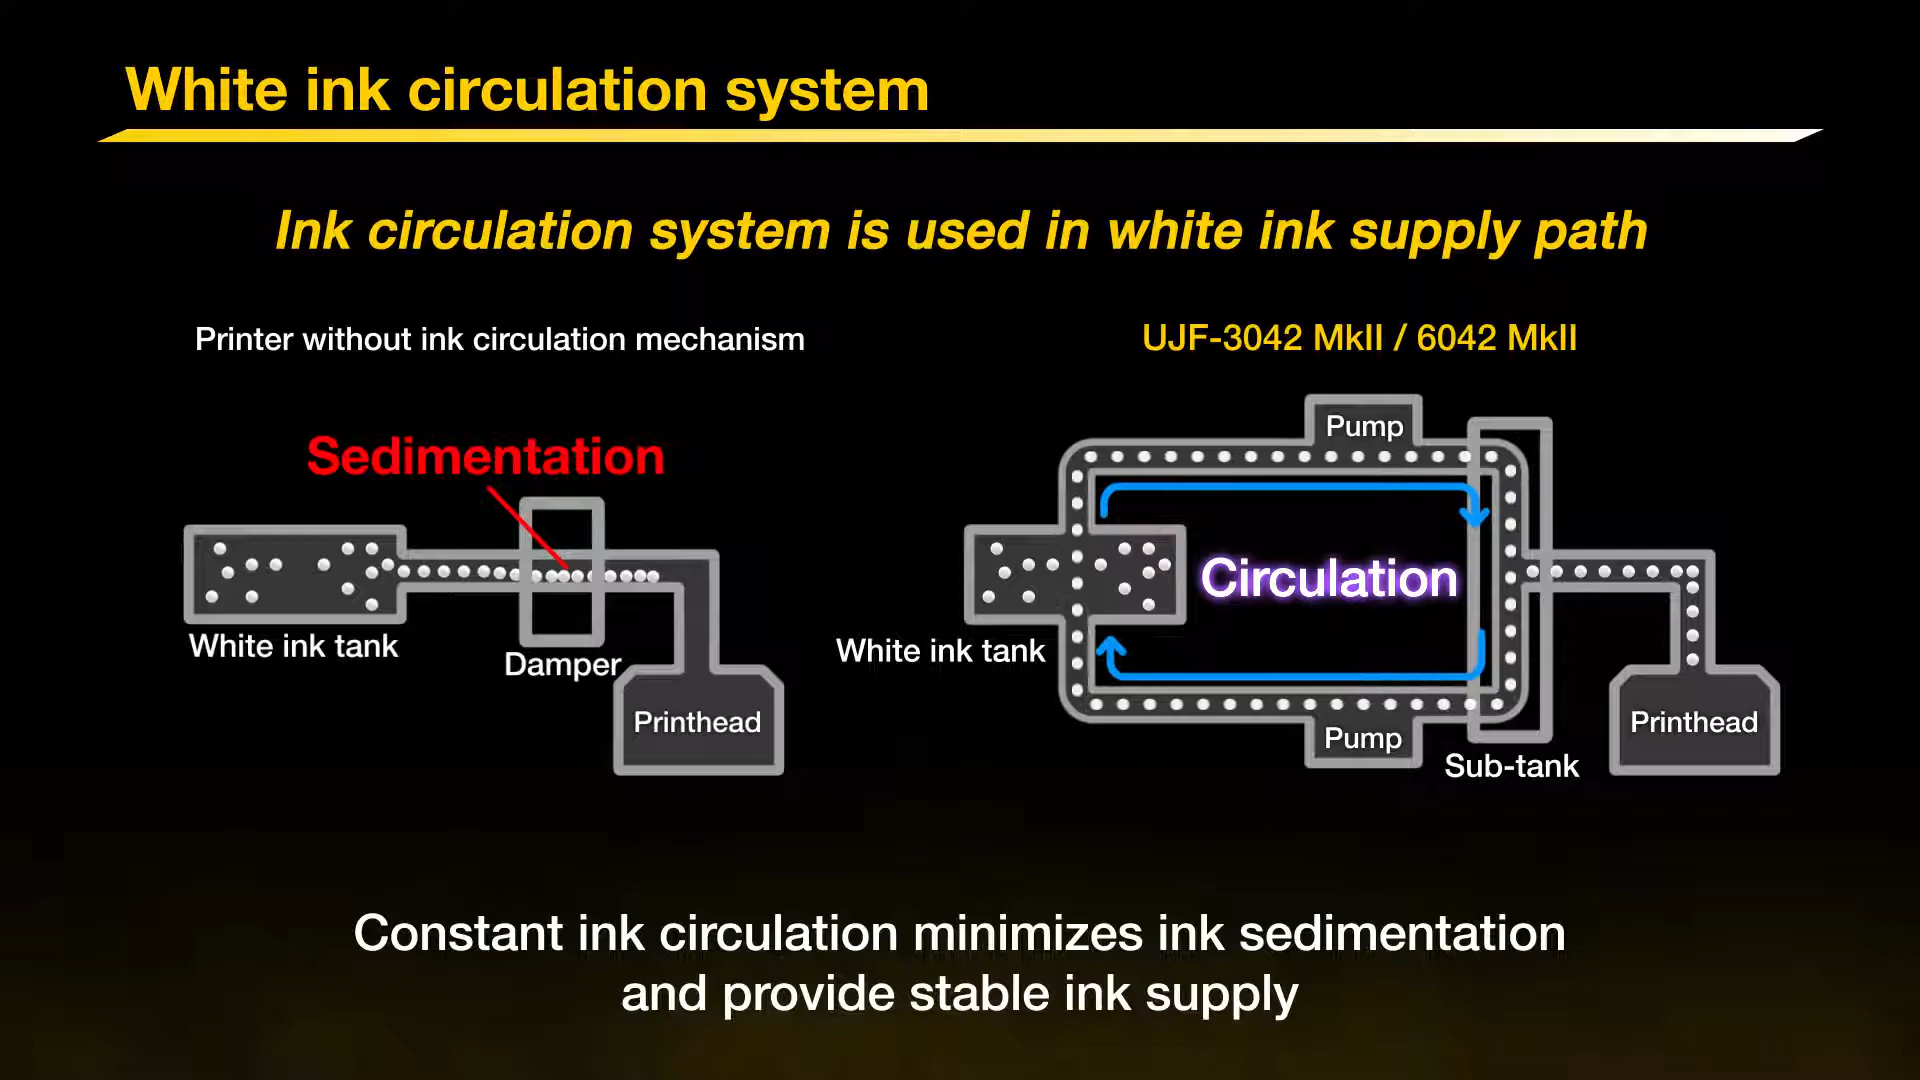 White ink circulation system
Ink circulation system is used in white ink supply path
Printer without ink circulation mechanism
Sedimentation
White ink tank
Damper
Printhead
UJF-3042 MkII / 6042 MkII
Pump
Circulation
White ink tank
Pump
Sub-tank
Printhead
Constant ink circulation minimizes ink sedimentation
and provide stable ink supply